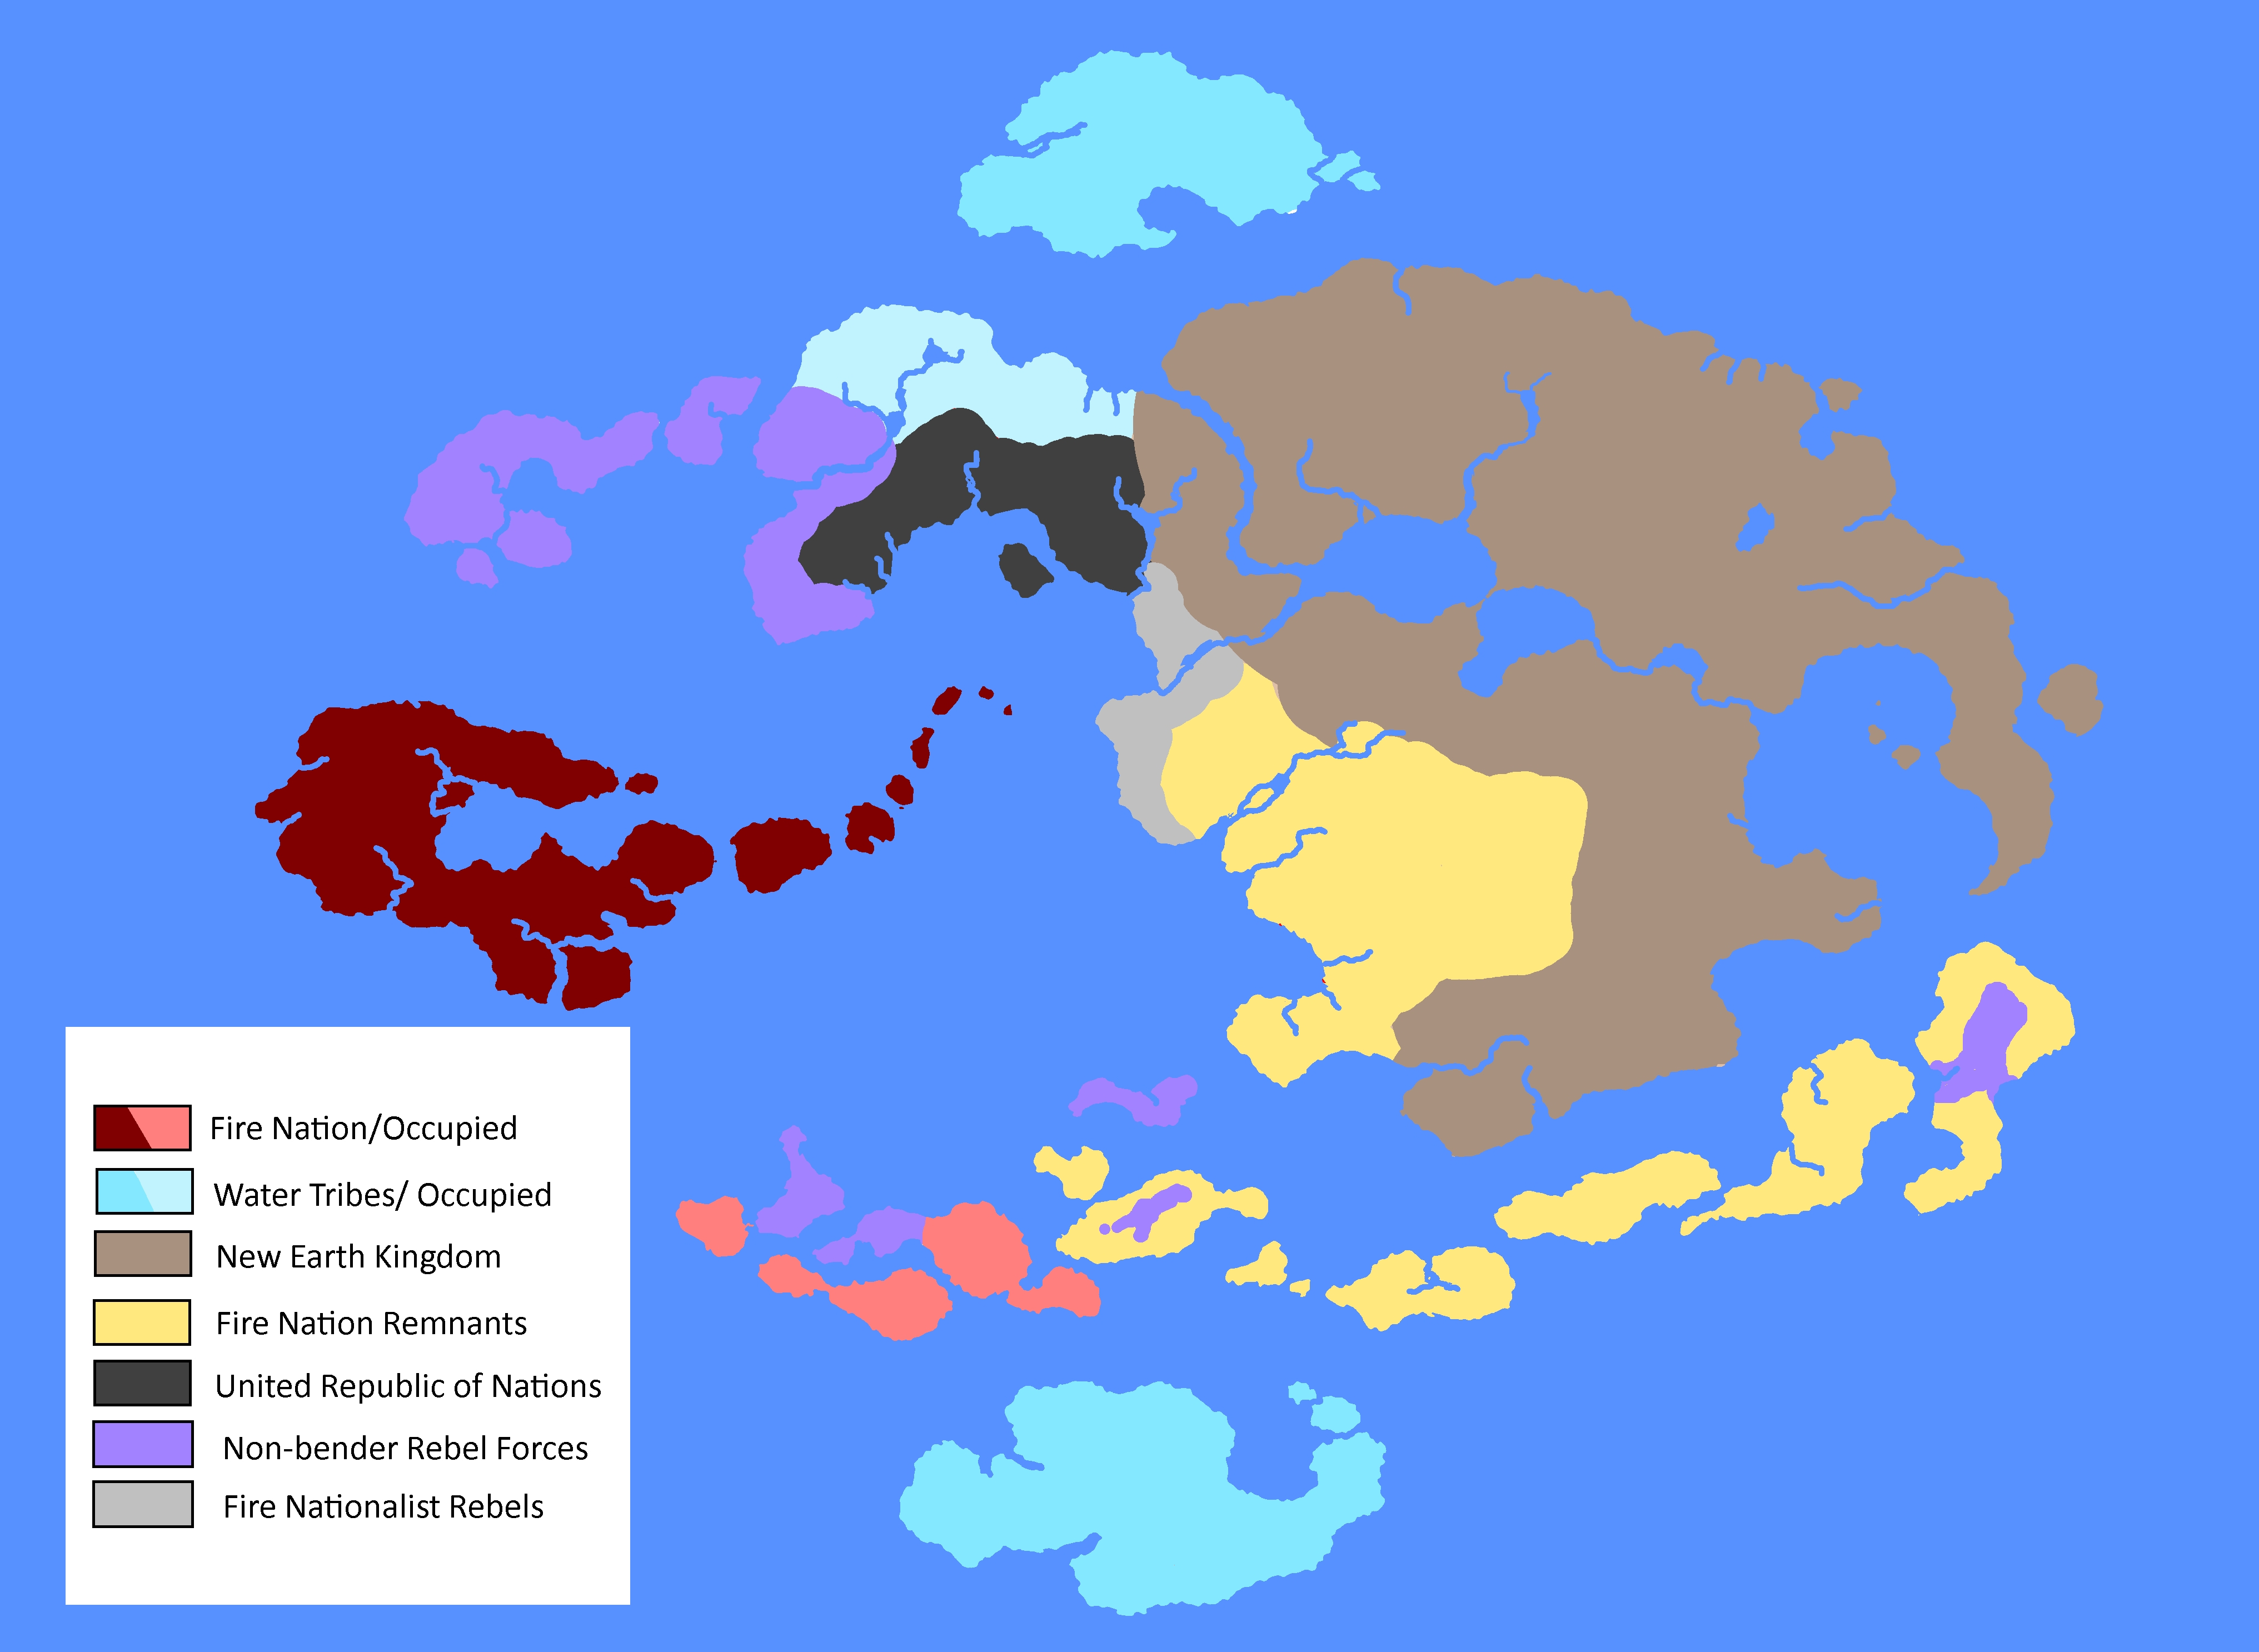 Fire Nation/Occupied
Water Tribes/ Occupied
New Earth Kingdom
Fire Nation Remnants
United Republic of Nations
Non-bender Rebel Forces
Fire Nationalist Rebels